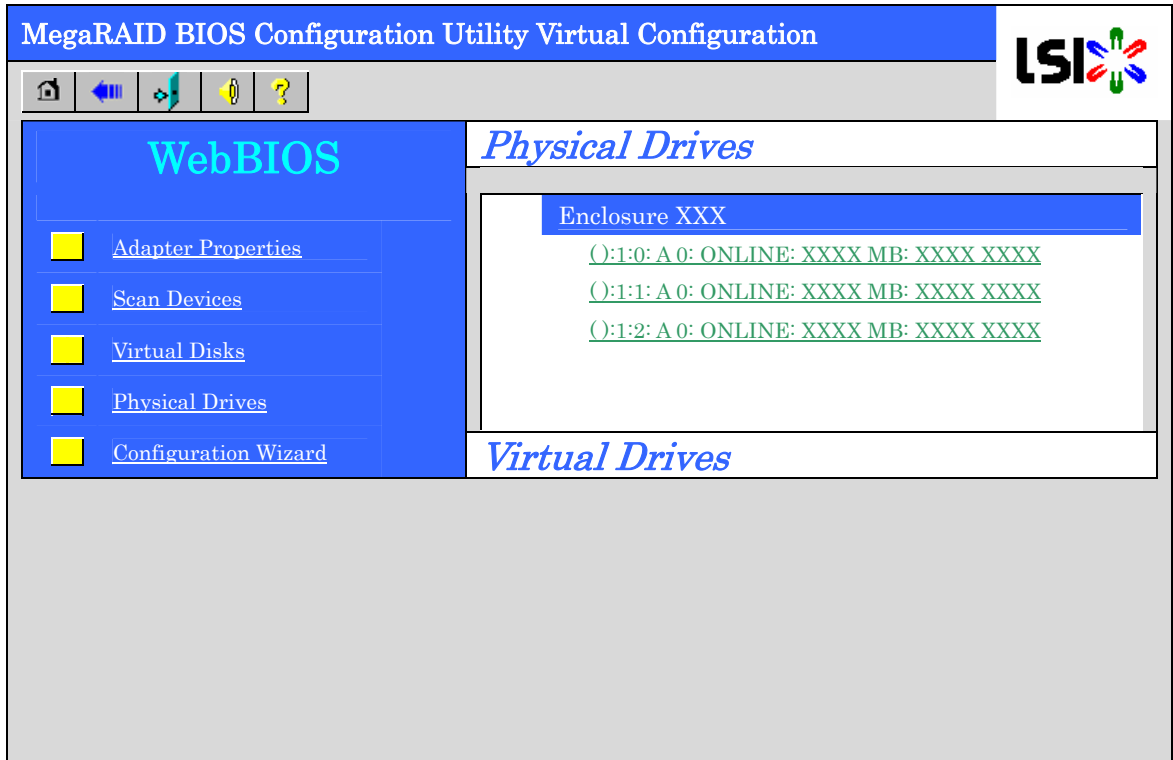 MegaRAID BIOS Configuration Utility Virtual Configuration
LSI
?
WebBIOS
Adapter Properties
Scan Devices
Virtual Disks
Physical Drives
Configuration Wizard
Physical Drives
Enclosure XXX
( ):1:0: A 0: ONLINE: XXXX MB: XXXX XXXX
( ):1:1: A 0: ONLINE: XXXX MB: XXXX XXXX
( ):1:2: A 0: ONLINE: XXXX MB: XXXX XXXX
Virtual Drives